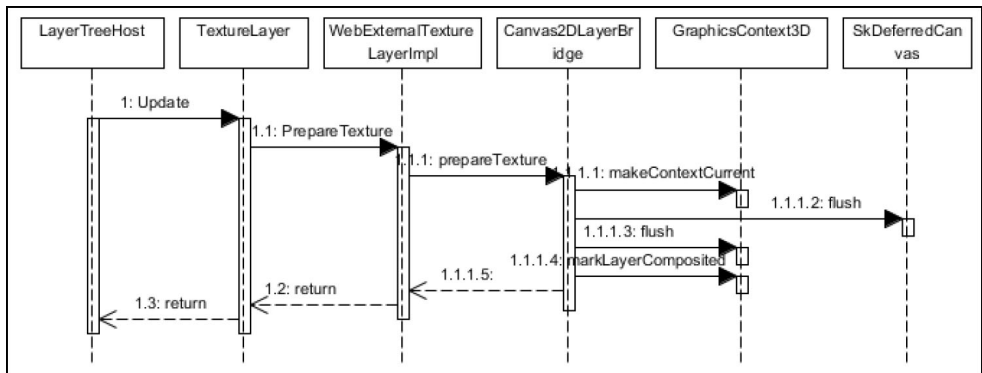 LayerTreeHost
TextureLayer
WebExternalTexture
LayerImpl
Canvas2DLayerBr
idge
GraphicsContext3D
SkDeferredCan
vas
1: Update
1.1: PrepareTexture
1.1.1: prepareTexture
1.1.1.1: makeContextCurrent
1.1.1.2: flush
1.1.1.3: flush
1.1.1.4: markLayerComposited
1.1.1.5:
1.2: return
1.3: return